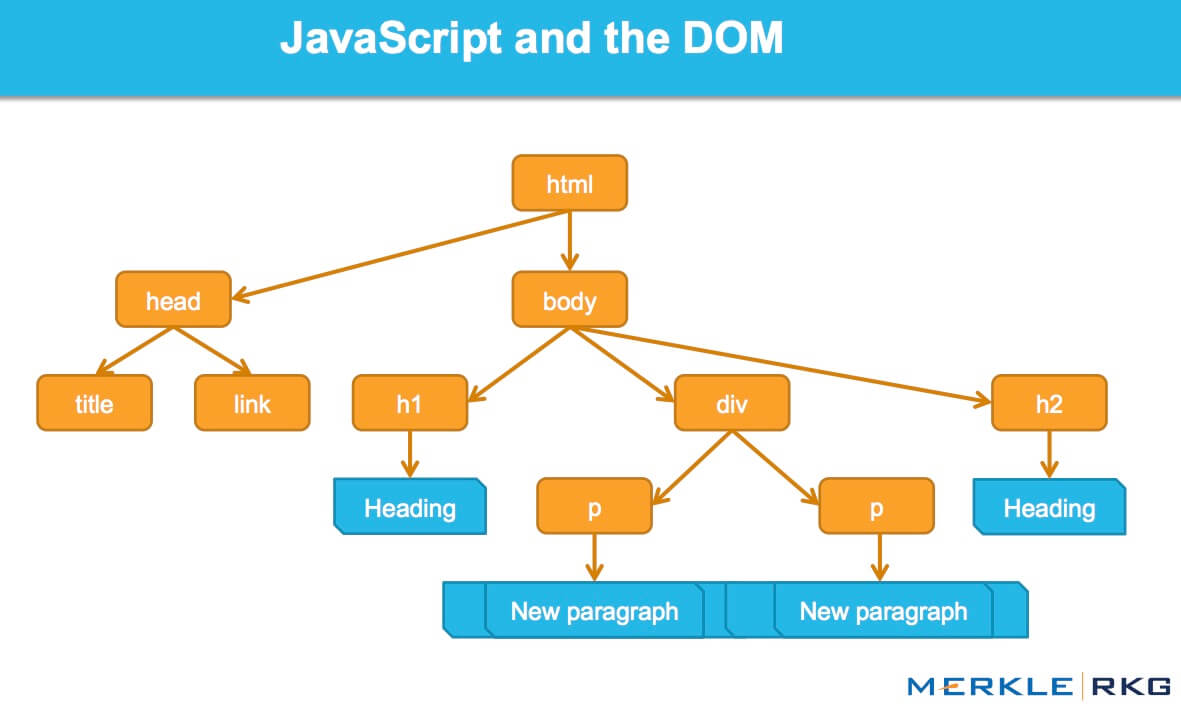 JavaScript and the DOM
html
head
body
title
link
h1
div
h2
Heading
p
p
Heading
New paragraph
New paragraph
MERKLE RKG